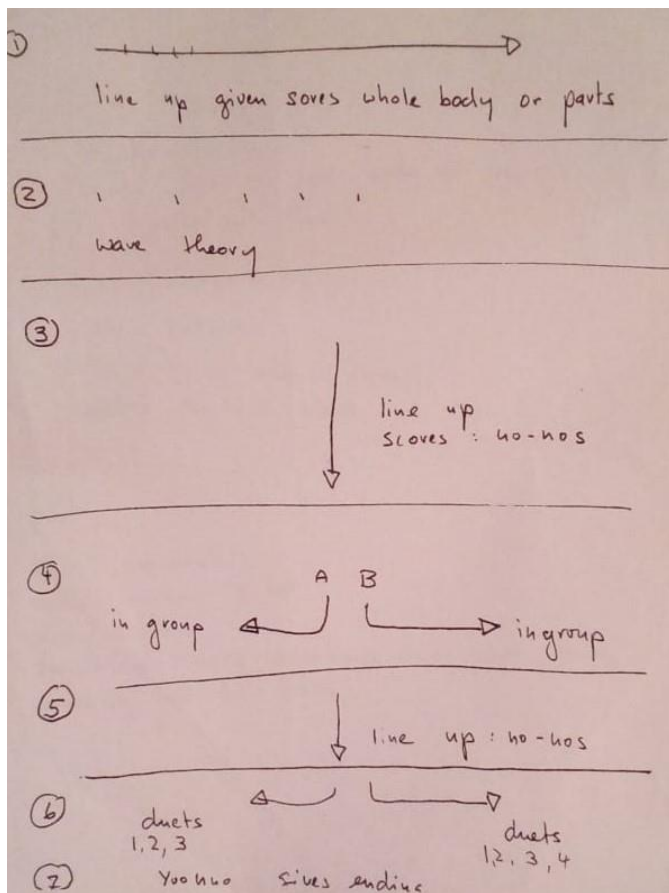 ①
line up given sores whole body or parts
②
wave theory
③
line up
scores : no-nos
④ A B
in group in group
⑤
line up : no-nos
⑥
duets duets
1, 2, 3 1, 2, 3, 4
⑦ gives ending